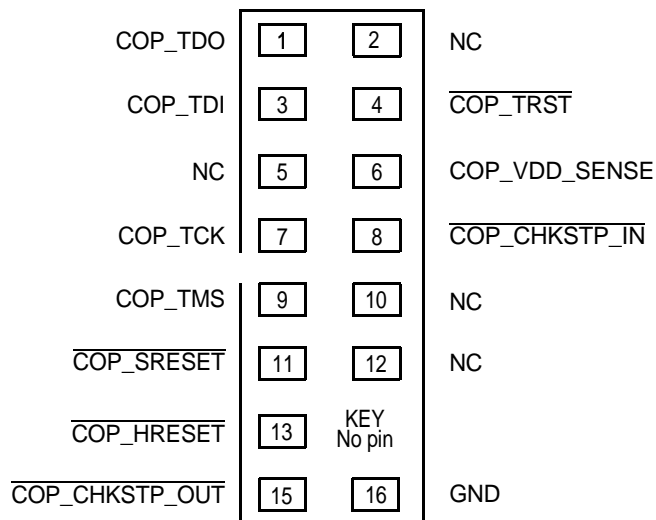 COP_TDO 1 2 NC
COP_TDI 3 4 COP_TRST
NC 5 6 COP_VDD_SENSE
COP_TCK 7 8 COP_CHKSTP_IN
COP_TMS 9 10 NC
COP_SRESET 11 12 NC
COP_HRESET 13 KEY
No pin
COP_CHKSTP_OUT 15 16 GND